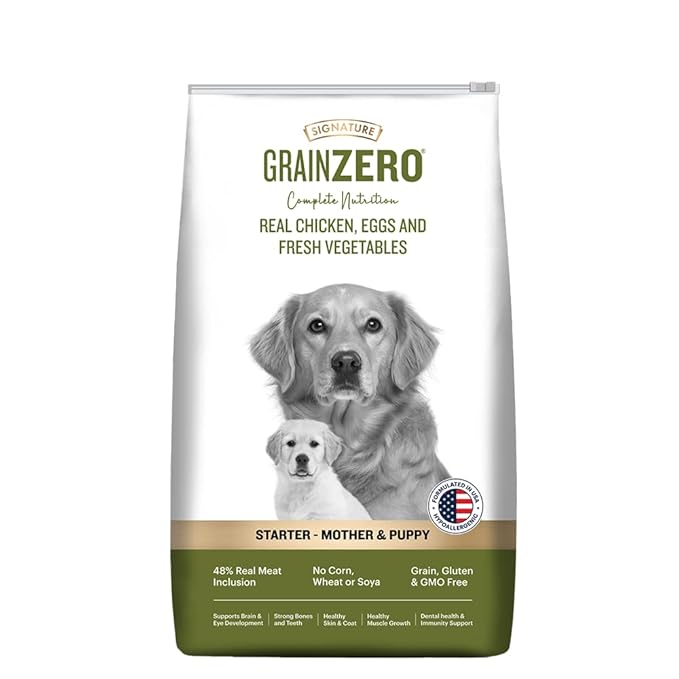 SIGNATURE
GRAINZERO®
Complete Nutrition
REAL CHICKEN, EGGS AND
FRESH VEGETABLES
FORMULATED IN USA
HYPOALLERGENIC
STARTER - MOTHER & PUPPY
48% Real Meat
Inclusion
No Corn,
Wheat or Soya
Grain, Gluten
& GMO Free
Supports Brain &
Eye Development
Strong Bones
and Teeth
Healthy
Skin & Coat
Healthy
Muscle Growth
Dental health &
Immunity Support